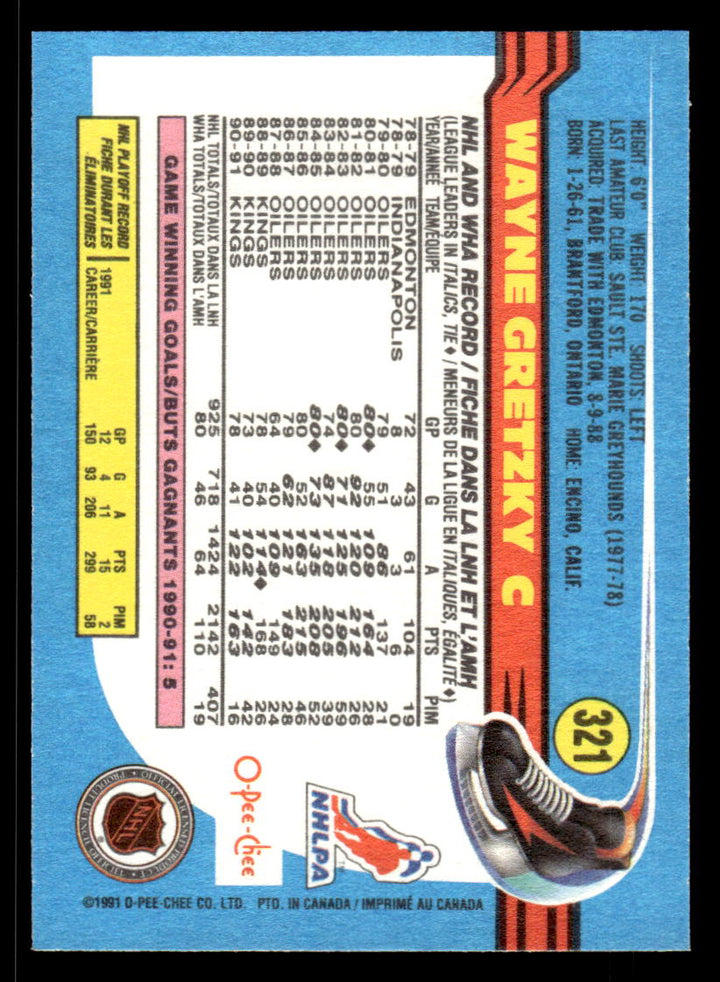 321
HEIGHT: 6'0" WEIGHT: 170 SHOOTS: LEFT
LAST AMATEUR CLUB: SAULT STE. MARIE GREYHOUNDS (1977-78)
ACQUIRED: TRADE WITH EDMONTON, 8-9-88
BORN: 1-26-61, BRANTFORD, ONTARIO HOME: ENCINO, CALIF.
WAYNE GRETZKY C
NHL AND WHA RECORD / FICHE DANS LA LNH ET L'AMH
(LEAGUE LEADERS IN ITALICS, TIE ◆ / MENEURS DE LA LIGUE EN ITALIQUES, ÉGALITÉ ◆)
YEAR/ANNÉE TEAM/ÉQUIPE GP G A PTS PIM
78-79 EDMONTON 72 43 61 104 19
78-79 INDIANAPOLIS 8 3 3 6 0
79-80 OILERS 79 51 86 137 21
80-81 OILERS 80◆ 55 109 164 28
81-82 OILERS 80 92 120 212 26
82-83 OILERS 80◆ 71 125 196 59
83-84 OILERS 74 87 118 205 39
84-85 OILERS 80◆ 73 135 208 52
85-86 OILERS 80 52 163 215 46
86-87 OILERS 79 62 121 183 28
87-88 OILERS 64 40 109 149 24
88-89 KINGS 78 54 114◆ 168 26
89-90 KINGS 73 40 102 142 42
90-91 KINGS 78 41 122 163 16
NHL TOTALS/TOTAUX DANS LA LNH 925 718 1424 2142 407
WHA TOTALS/TOTAUX DANS L'AMH 80 46 64 110 19
GAME WINNING GOALS/BUTS GAGNANTS 1990-91: 5
NHL PLAYOFF RECORD
FICHE DURANT LES
ÉLIMINATOIRES
GP G A PTS PIM
1991 12 4 11 15 2
CAREER/CARRIÈRE 150 93 206 299 58
NHLPA
TM
O-Pee-Chee
NHL
OFFICIAL LICENSED PRODUCT
PRODUIT LICENCIÉ OFFICIEL
©1991 O-PEE-CHEE CO. LTD. PTD. IN CANADA / IMPRIMÉ AU CANADA